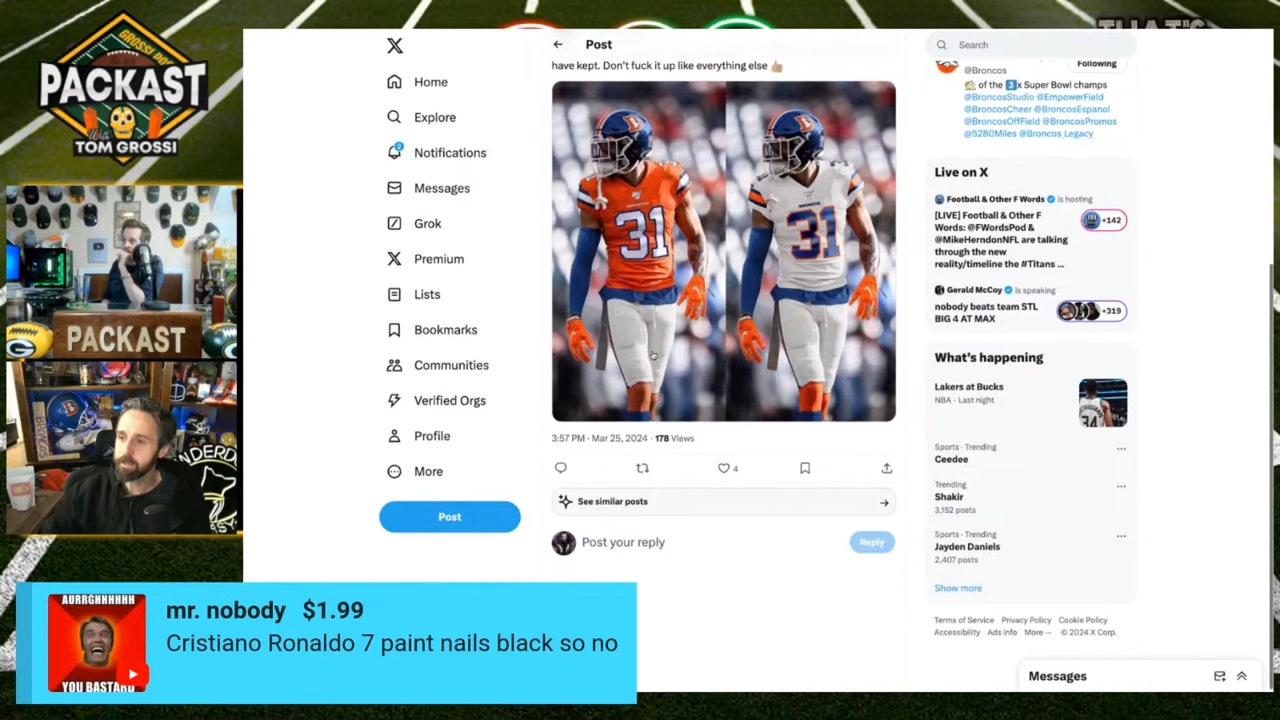 THAT'S
GROSSI POD
PACKAST
With
TOM GROSSI
PACKAST
BRONCOS
Home
Explore
Notifications
Messages
Grok
Premium
Lists
Bookmarks
Communities
Verified Orgs
Profile
More
Post
Post
have kept. Don't fuck it up like everything else 👍🏽
31
31
3:57 PM · Mar 25, 2024 · 178 Views
4
See similar posts
Post your reply
Reply
Search
Following
@Broncos
of the 3x Super Bowl champs
@BroncosStudio @EmpowerField
@BroncosCheer @BroncosEspanol
@BroncosOffField @BroncosPromos
@5280Miles @Broncos_Legacy
Live on X
Football & Other F Words is hosting
[LIVE] Football & Other F
Words: @FWordsPod &
@MikeHerndonNFL are talking
through the new
reality/timeline the #Titans ...
+142
Gerald McCoy is speaking
nobody beats team STL
BIG 4 AT MAX
+319
What's happening
Lakers at Bucks
NBA · Last night
34
Sports · Trending
Ceedee
Trending
Shakir
3,152 posts
Sports · Trending
Jayden Daniels
2,407 posts
Show more
Terms of Service Privacy Policy Cookie Policy
Accessibility Ads info More ··· © 2024 X Corp.
Messages
AURRGHHHHHH
YOU BASTARD
mr. nobody $1.99
Cristiano Ronaldo 7 paint nails black so no